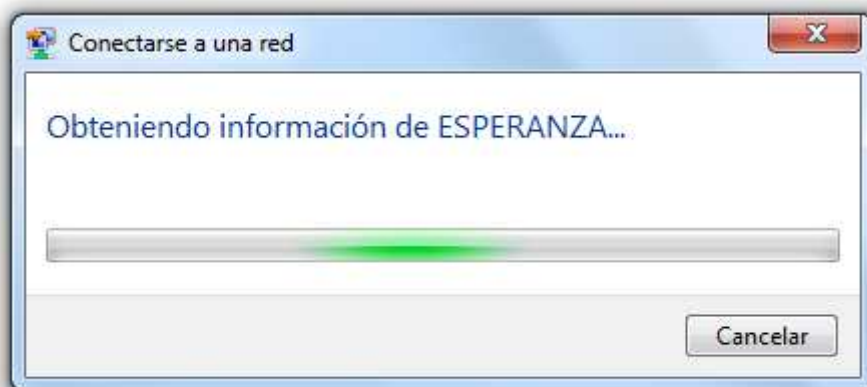 Conectarse a una red
Obteniendo información de ESPERANZA...
Cancelar